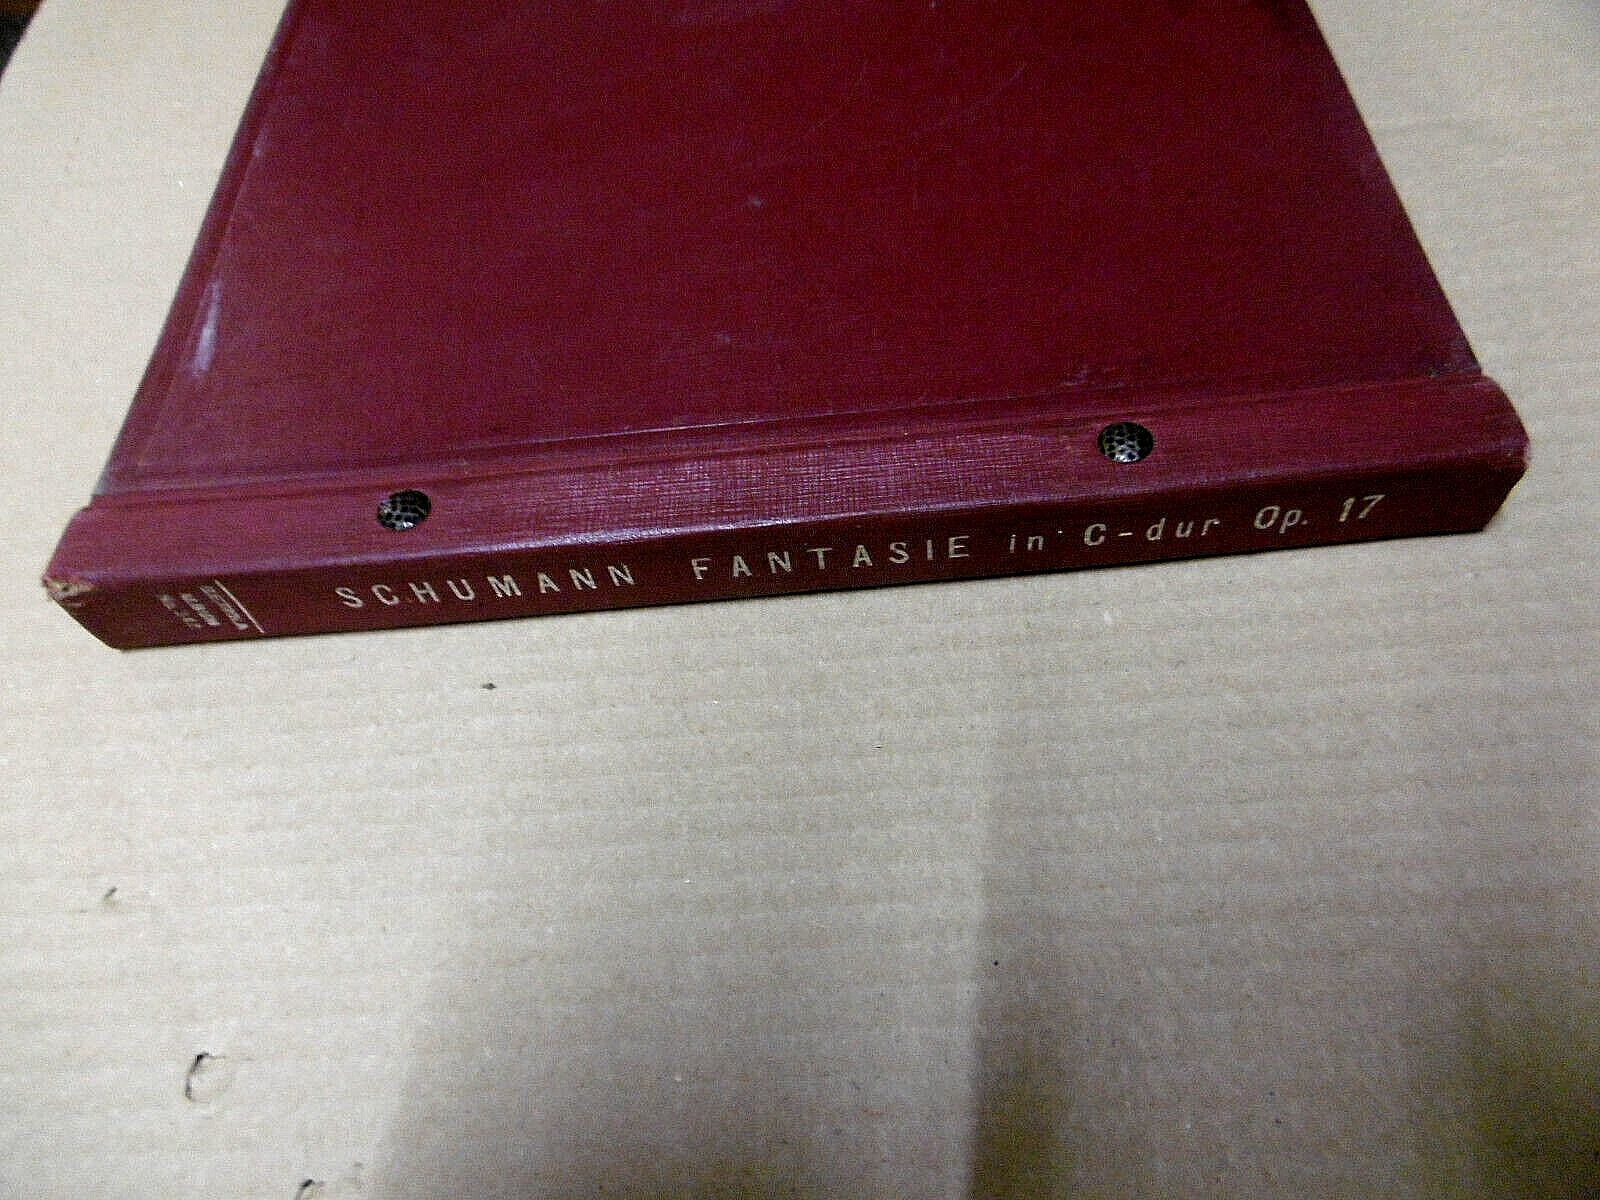 SCHUMANN FANTASIE in C-dur Op. 17